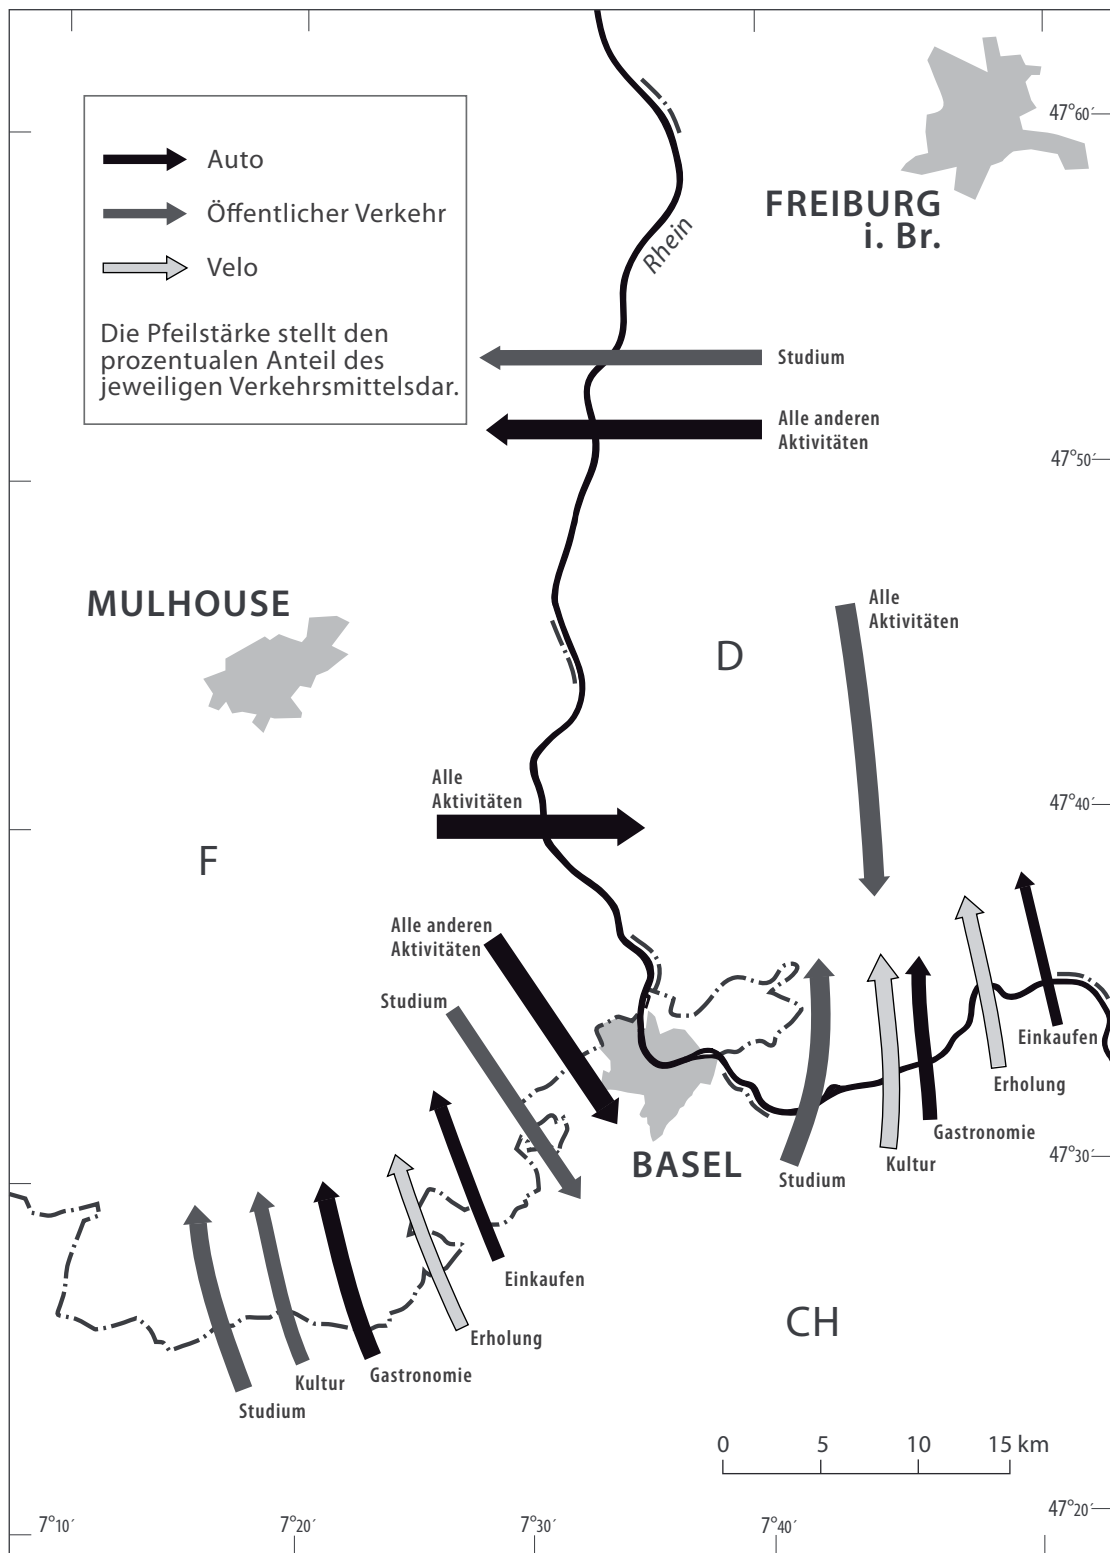 Auto
Öffentlicher Verkehr
Velo
Die Pfeilstärke stellt den
prozentualen Anteil des
jeweiligen Verkehrsmittelsdar.
47°60´
FREIBURG
i. Br.
Rhein
Studium
Alle anderen
Aktivitäten
47°50´
MULHOUSE
Alle
Aktivitäten
D
Alle
Aktivitäten
47°40´
F
Alle anderen
Aktivitäten
Studium
Einkaufen
Erholung
Gastronomie
Kultur
Studium
47°30´
BASEL
Einkaufen
Erholung
Gastronomie
Kultur
Studium
CH
0 5 10 15 km
47°20´
7°10´ 7°20´ 7°30´ 7°40´